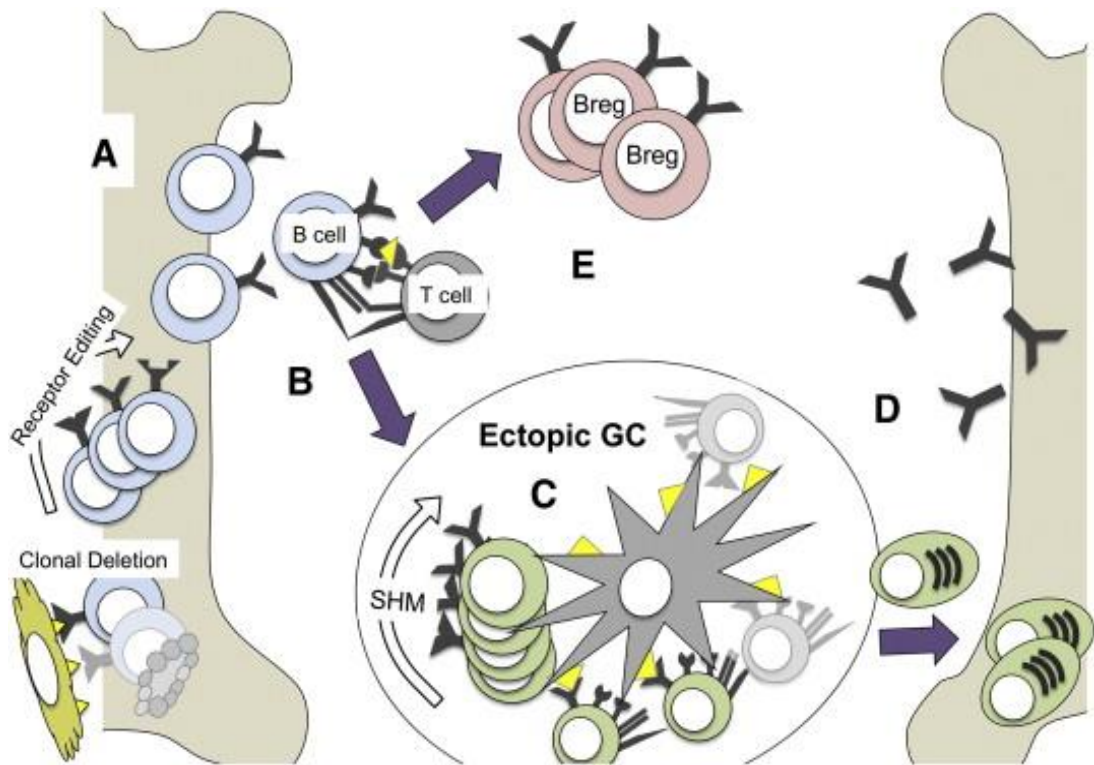 A
B cell
T cell
Breg
Breg
E
Receptor Editing
B
D
Ectopic GC
C
SHM
Clonal Deletion